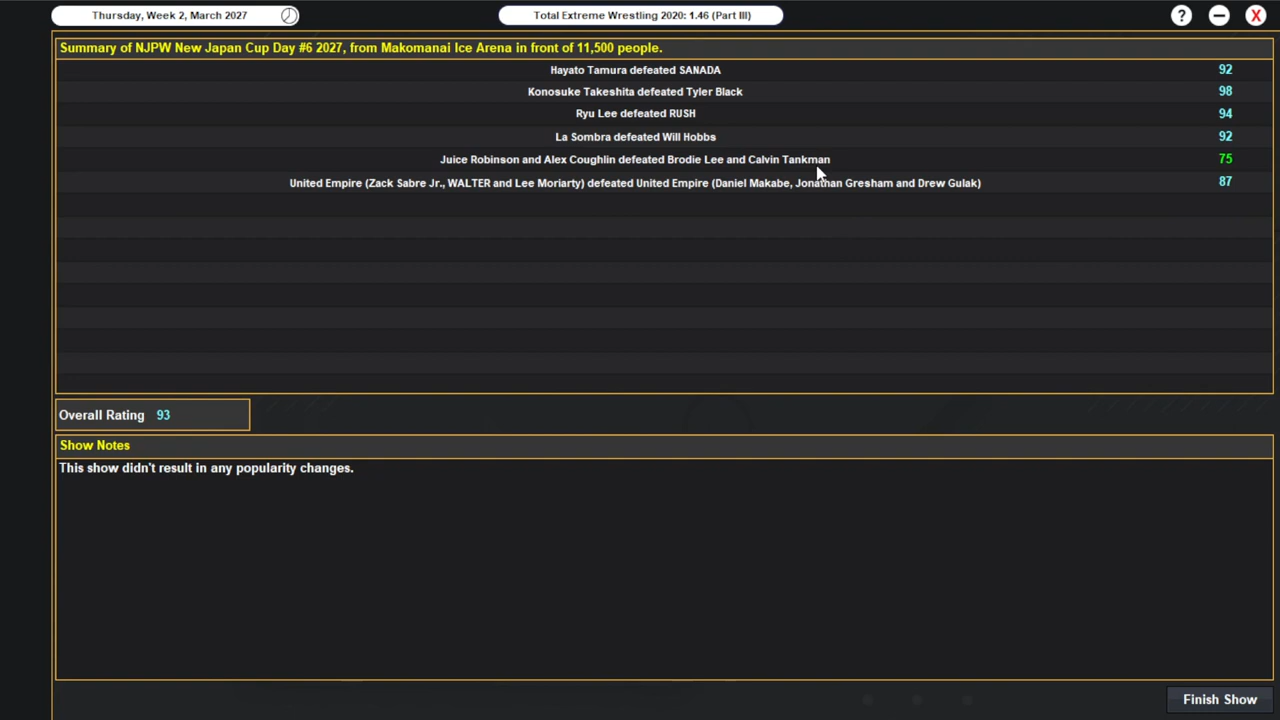 Thursday, Week 2, March 2027
Total Extreme Wrestling 2020: 1.46 (Part III)
?
X
Summary of NJPW New Japan Cup Day #6 2027, from Makomanai Ice Arena in front of 11,500 people.
Hayato Tamura defeated SANADA 92
Konosuke Takeshita defeated Tyler Black 98
Ryu Lee defeated RUSH 94
La Sombra defeated Will Hobbs 92
Juice Robinson and Alex Coughlin defeated Brodie Lee and Calvin Tankman 75
United Empire (Zack Sabre Jr., WALTER and Lee Moriarty) defeated United Empire (Daniel Makabe, Jonathan Gresham and Drew Gulak) 87
Overall Rating 93
Show Notes
This show didn't result in any popularity changes.
Finish Show